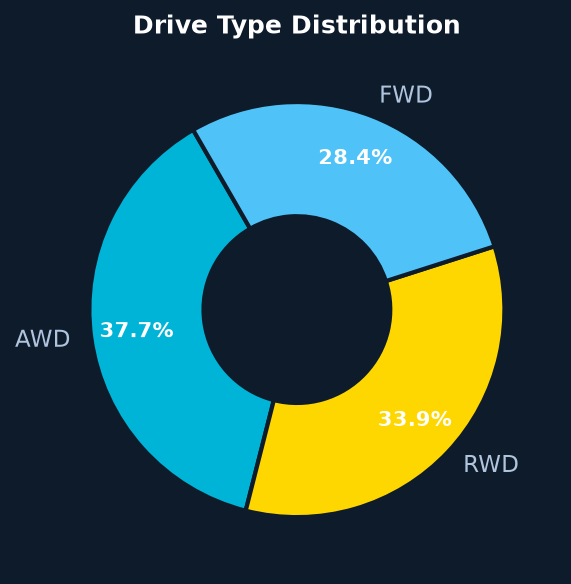 Drive Type Distribution
FWD
28.4%
AWD
37.7%
33.9%
RWD